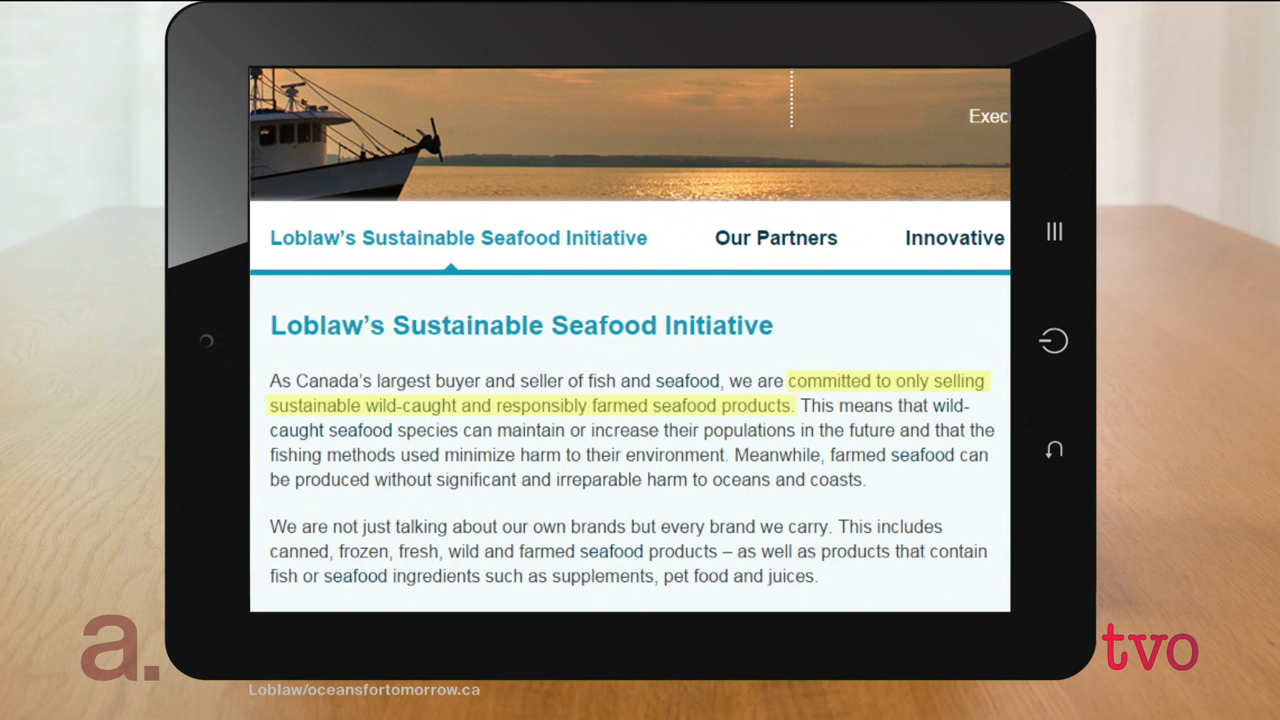 Exec
Loblaw's Sustainable Seafood Initiative Our Partners Innovative
Loblaw's Sustainable Seafood Initiative
As Canada's largest buyer and seller of fish and seafood, we are committed to only selling
sustainable wild-caught and responsibly farmed seafood products. This means that wild-
caught seafood species can maintain or increase their populations in the future and that the
fishing methods used minimize harm to their environment. Meanwhile, farmed seafood can
be produced without significant and irreparable harm to oceans and coasts.
We are not just talking about our own brands but every brand we carry. This includes
canned, frozen, fresh, wild and farmed seafood products – as well as products that contain
fish or seafood ingredients such as supplements, pet food and juices.
a.
tvo
Loblaw/oceansfortomorrow.ca